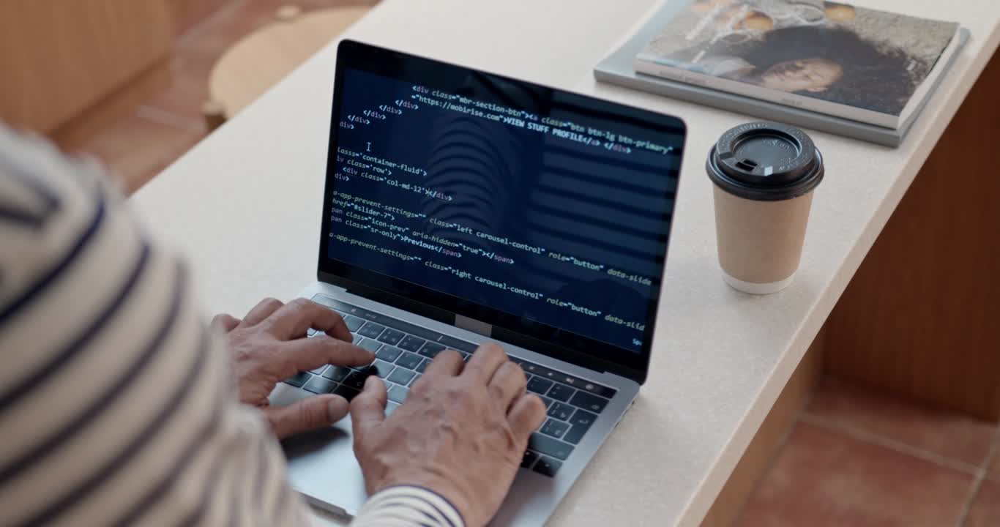 <div class="mbr-section-btn"><a class="btn btn-lg btn-primary"
="https://mobirise.com">VIEW STUFF PROFILE</a> </div>
</div>
</div>
</div>
</div>
div>
lasss='container-fluid'>
iv class='row'>
<div class='col-md-12'></div>
div>
a-app-prevent-settings="" class="left carousel-control" role="button" data-slide
href="#slider-7">
pan class="icon-prev" aria-hidden="true"></span>
pan class="sr-only">Previous</span>
a-app-prevent-settings="" class="right carousel-control" role="button" data-slid